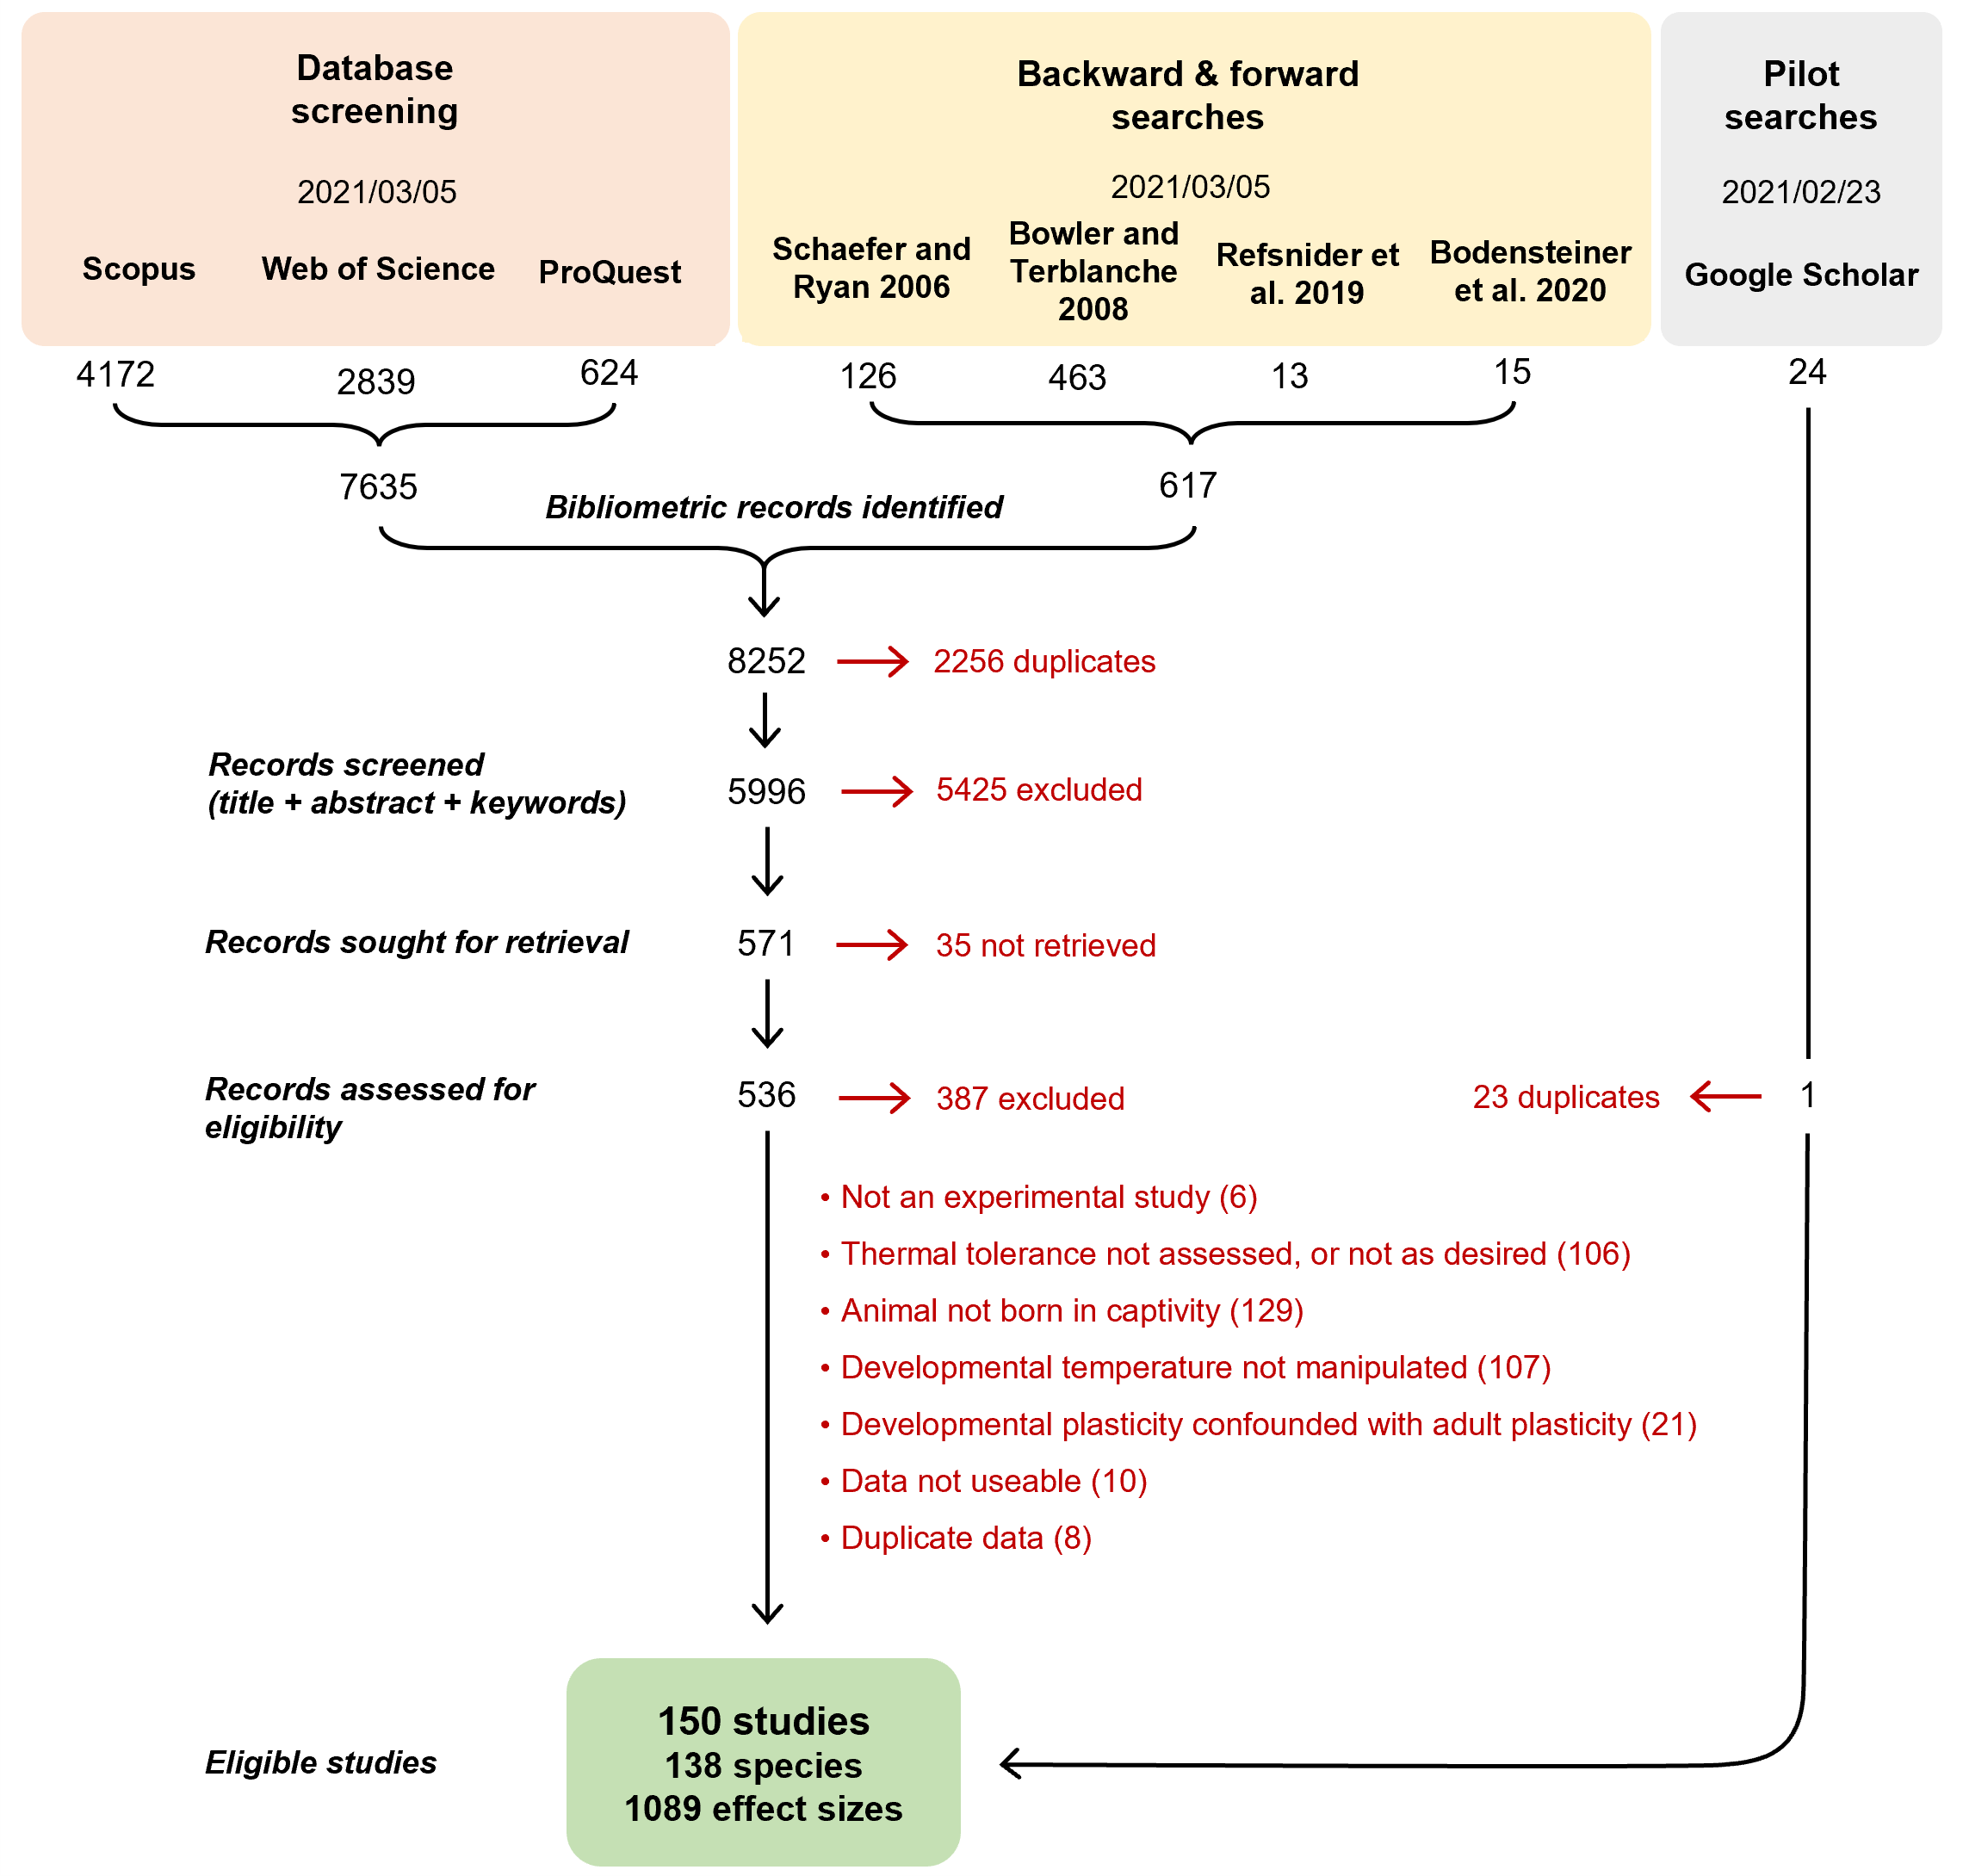 Database
screening
2021/03/05
Scopus
Web of Science
ProQuest
Backward & forward
searches
2021/03/05
Schaefer and
Ryan 2006
Bowler and
Terblanche
2008
Refsnider et
al. 2019
Bodensteiner
et al. 2020
Pilot
searches
2021/02/23
Google Scholar
4172
2839
624
126
463
13
15
24
7635
617
Bibliometric records identified
8252
2256 duplicates
Records screened
(title + abstract + keywords)
5996
5425 excluded
Records sought for retrieval
571
35 not retrieved
Records assessed for
eligibility
536
387 excluded
23 duplicates
1
• Not an experimental study (6)
• Thermal tolerance not assessed, or not as desired (106)
• Animal not born in captivity (129)
• Developmental temperature not manipulated (107)
• Developmental plasticity confounded with adult plasticity (21)
• Data not useable (10)
• Duplicate data (8)
Eligible studies
150 studies
138 species
1089 effect sizes